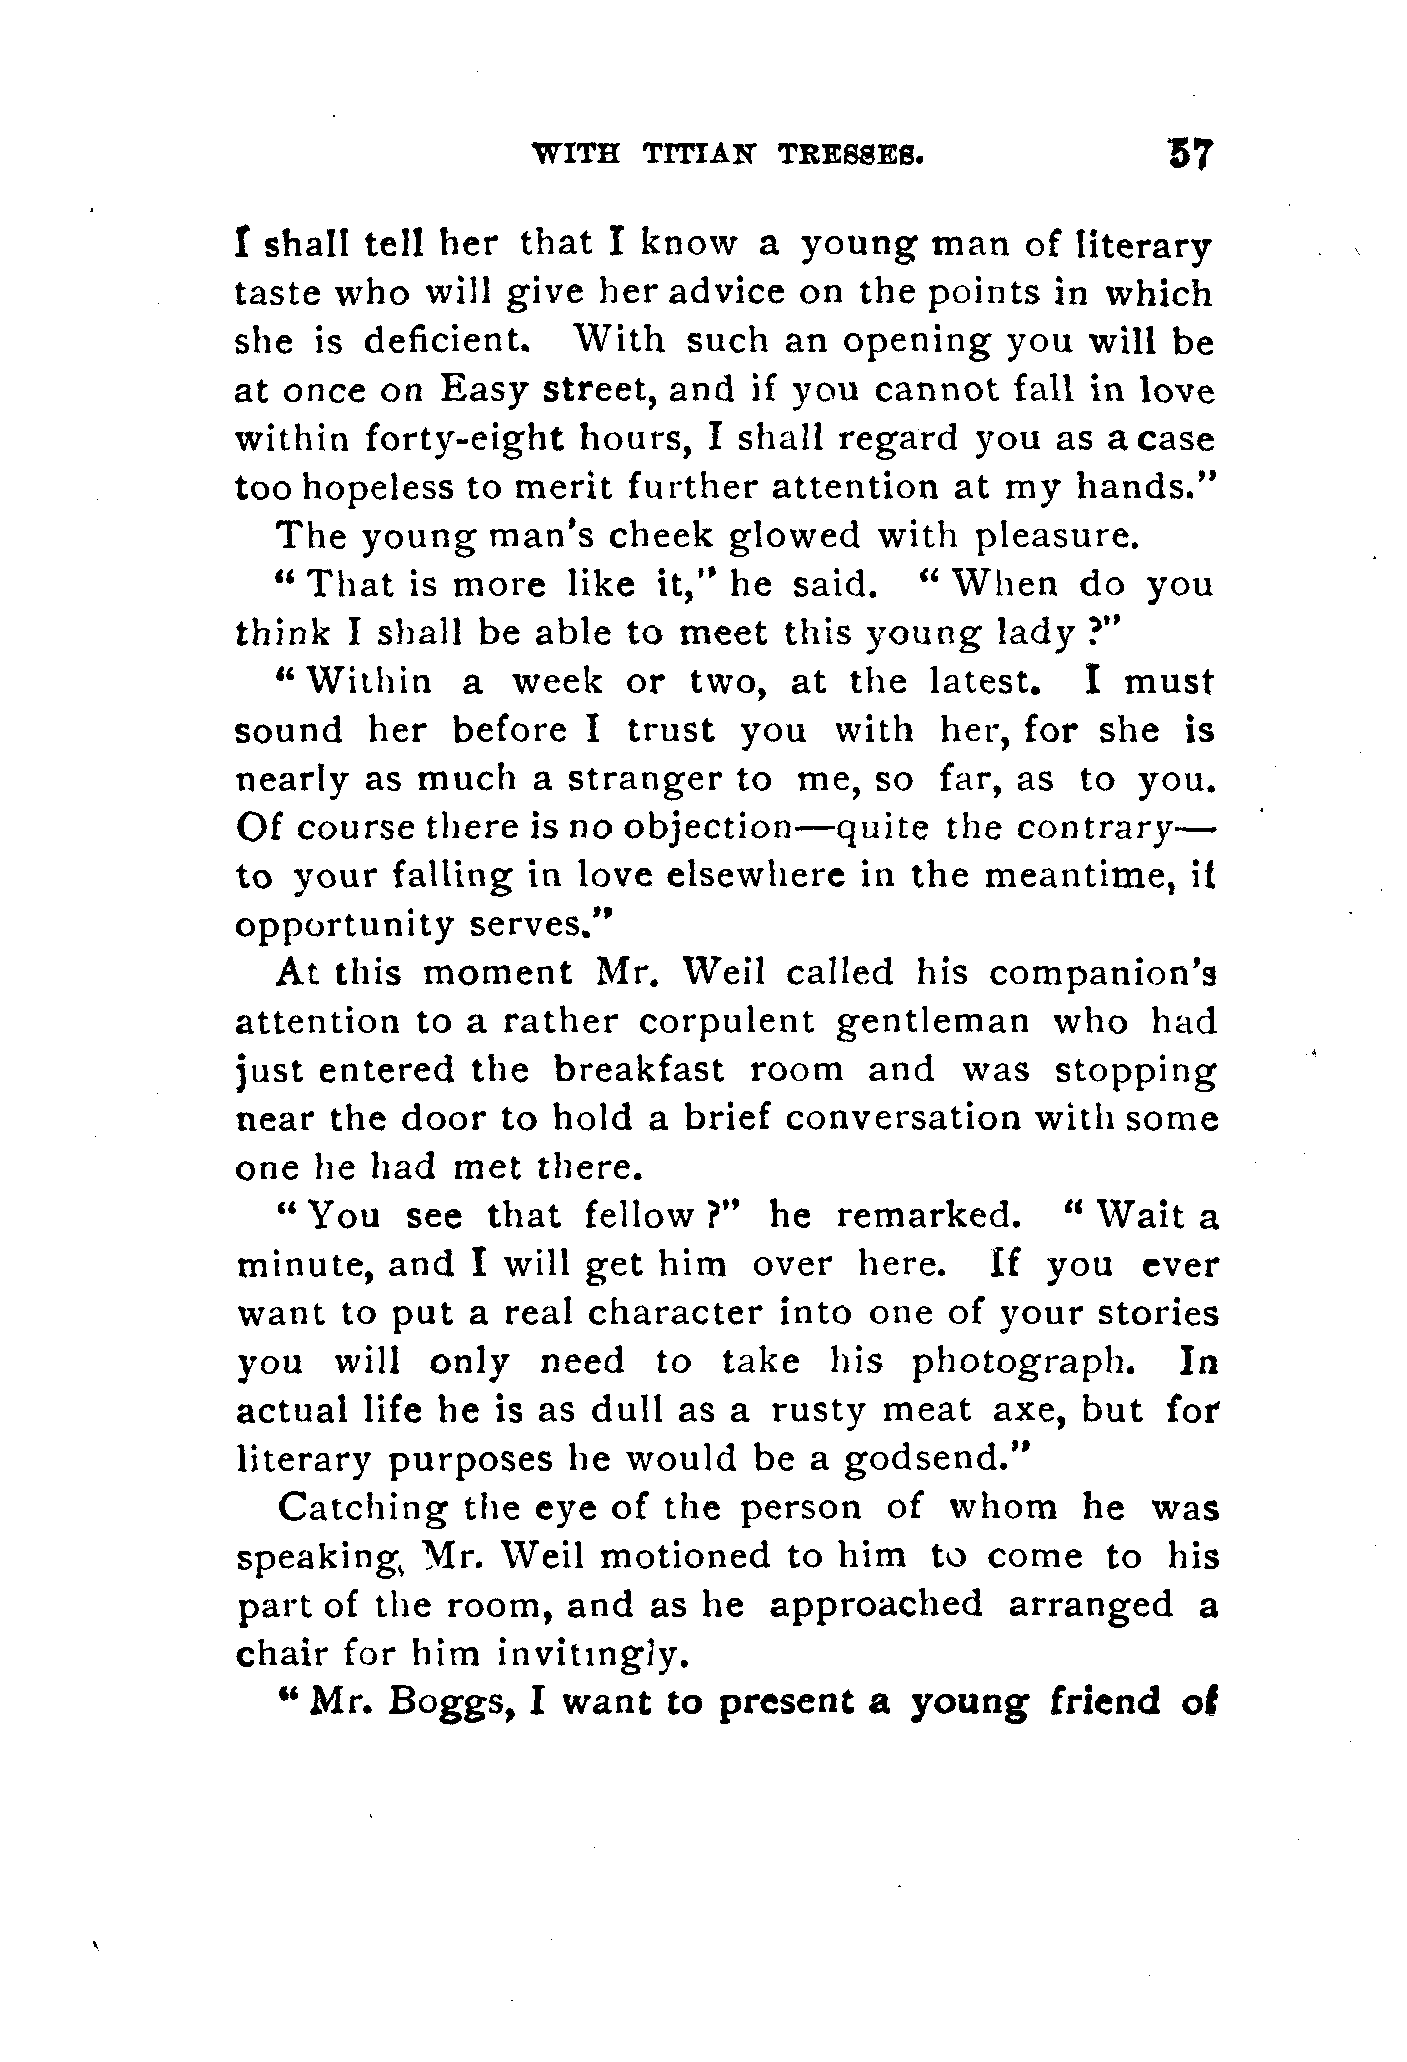 WITH TITIAN TRESSES. 57
I shall tell her that I know a young man of literary
taste who will give her advice on the points in which
she is deficient. With such an opening you will be
at once on Easy street, and if you cannot fall in love
within forty-eight hours, I shall regard you as a case
too hopeless to merit further attention at my hands."
The young man's cheek glowed with pleasure.
" That is more like it," he said. " When do you
think I shall be able to meet this young lady ?"
" Within a week or two, at the latest. I must
sound her before I trust you with her, for she is
nearly as much a stranger to me, so far, as to you.
Of course there is no objection—quite the contrary—
to your falling in love elsewhere in the meantime, if
opportunity serves."
At this moment Mr. Weil called his companion's
attention to a rather corpulent gentleman who had
just entered the breakfast room and was stopping
near the door to hold a brief conversation with some
one he had met there.
" You see that fellow ?" he remarked. " Wait a
minute, and I will get him over here. If you ever
want to put a real character into one of your stories
you will only need to take his photograph. In
actual life he is as dull as a rusty meat axe, but for
literary purposes he would be a godsend."
Catching the eye of the person of whom he was
speaking, Mr. Weil motioned to him to come to his
part of the room, and as he approached arranged a
chair for him invitingly.
" Mr. Boggs, I want to present a young friend of